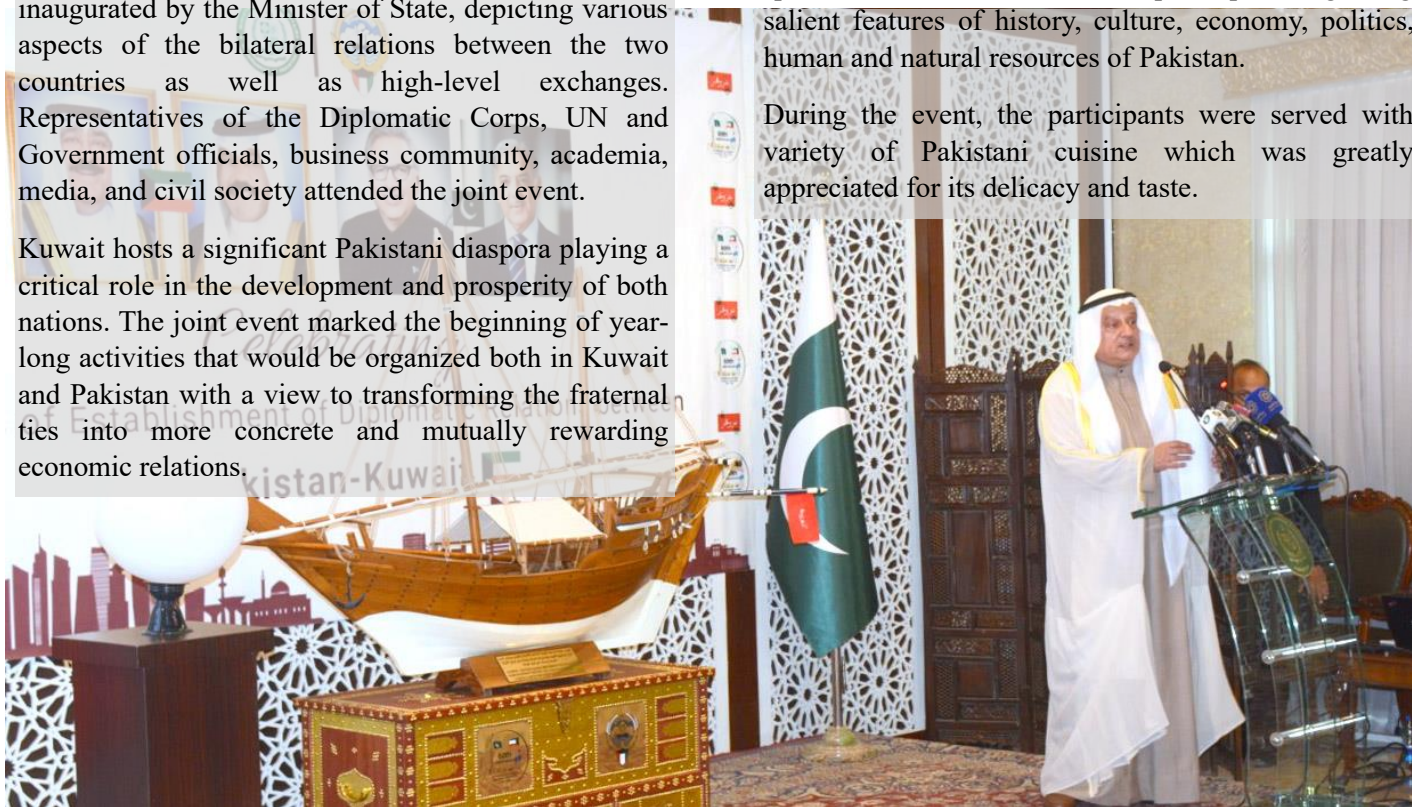 inaugurated by the Minister of State, depicting various
aspects of the bilateral relations between the two
countries as well as high-level exchanges.
Representatives of the Diplomatic Corps, UN and
Government officials, business community, academia,
media, and civil society attended the joint event.
Kuwait hosts a significant Pakistani diaspora playing a
critical role in the development and prosperity of both
nations. The joint event marked the beginning of year-
long activities that would be organized both in Kuwait
and Pakistan with a view to transforming the fraternal
ties into more concrete and mutually rewarding
economic relations.
salient features of history, culture, economy, politics,
human and natural resources of Pakistan.
During the event, the participants were served with
variety of Pakistani cuisine which was greatly
appreciated for its delicacy and taste.
Celebrating
of Establishment of Diplomatic Relations between
kistan-Kuwait